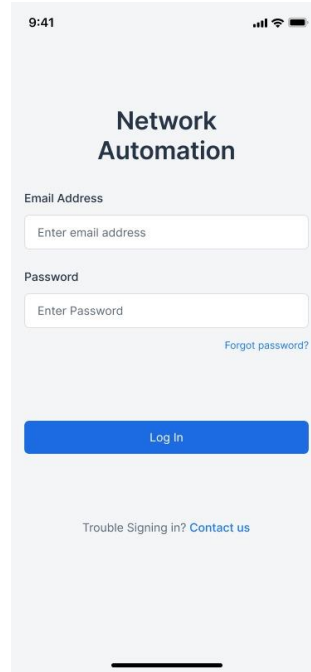 9:41
Network
Automation
Email Address
Enter email address
Password
Enter Password
Forgot password?
Log In
Trouble Signing in? Contact us